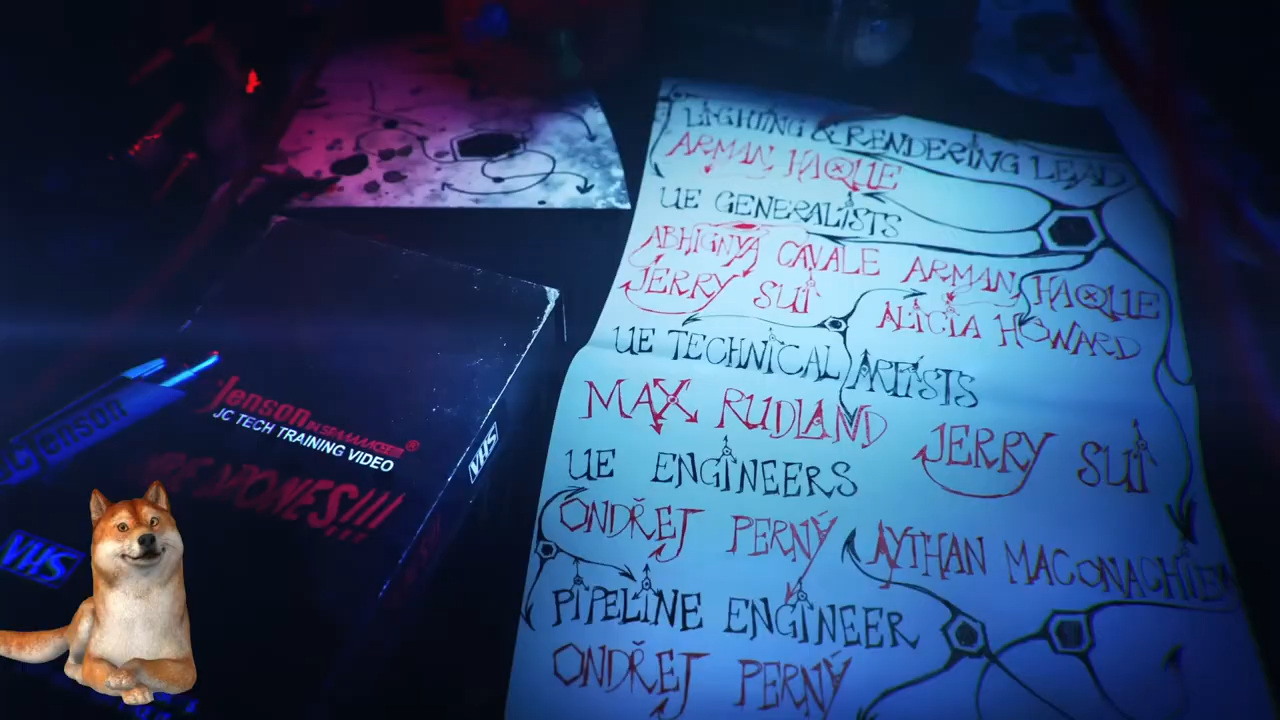 LIGHTING & RENDERING LEAD
ARMAN HAQUE
UE GENERALISTS
ABHIGNYA CAVALE ARMAN HAQUE
JERRY SUI ALICIA HOWARD
UE TECHNICAL ARTISTS
MAX RUDLAND JERRY SUI
UE ENGINEERS
ONDŘEJ PERNÝ AYTHAN MACONACHIE
PIPELINE ENGINEER
ONDŘEJ PERNÝ
Jenson
JC TECH TRAINING VIDEO
VHS
VHS